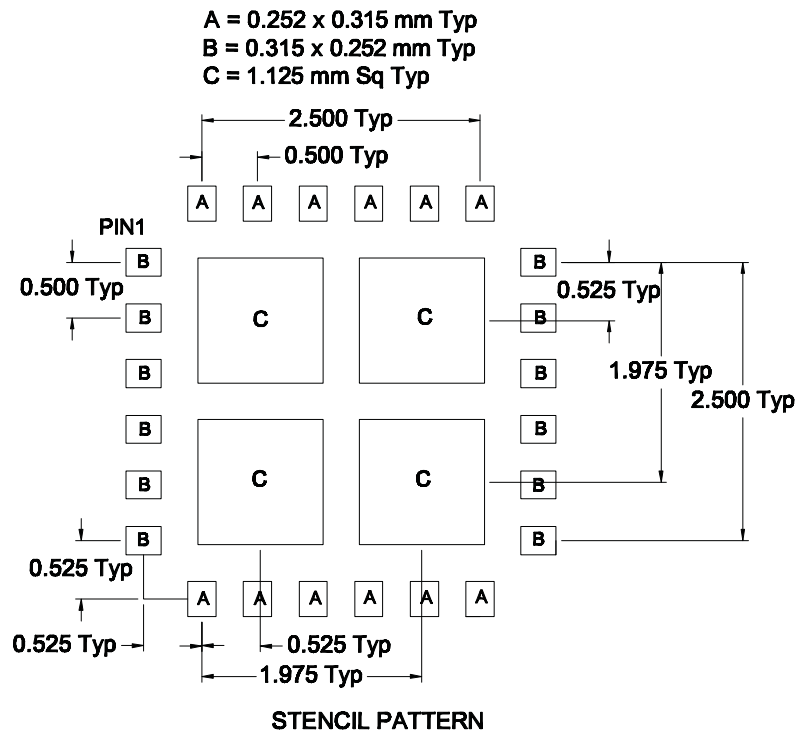 A = 0.252 x 0.315 mm Typ
B = 0.315 x 0.252 mm Typ
C = 1.125 mm Sq Typ
2.500 Typ
0.500 Typ
A A A A A A
PIN1
B B
0.500 Typ
0.525 Typ
C C
B B
B B
1.975 Typ
2.500 Typ
B B
C C
B B
B B
0.525 Typ
A A A A A A
0.525 Typ
0.525 Typ
1.975 Typ
STENCIL PATTERN